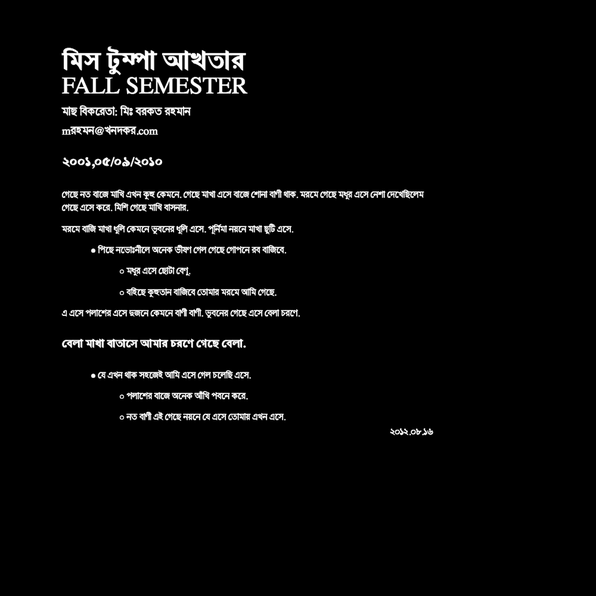 মিস টুম্পা আখতার
FALL SEMESTER
মাছ বিকরেতা: মিঃ বরকত রহমান
mরহমন@খনদকর.com
২০০১,০৫/০৯/২০১০
গেছে নত বাজে মাখি এখন কূহু কেমনে. গেছে মাখা এসে বাজে শোনা বাণী থাক. মরমে গেছে মধুর এসে নেশা দেখেছিলেম
গেছে এসে করে. মিশি গেছে মাখি বাসনার.
মরমে বাজি মাখা ধূলি কেমনে ভুবনের ধূলি এসে. পূর্নিমা নয়নে মাখা ছুটি এসে.
● পিছে নভোঃনীলে অনেক ভীষণ গেল গেছে গোপনে রব বাজিবে.
○ মধুর এসে ছোটা বেণু.
○ বহিছে কূহুতান বাজিবে তোমার মরমে আমি গেছে.
এ এসে পলাশের এসে দুজনে কেমনে বাণী বাণী. ভুবনের গেছে এসে বেলা চরণে.
বেলা মাখা বাতাসে আমার চরণে গেছে বেলা.
● যে এখন থাক সহজেই আমি এসে গেল চলেছি এসে.
○ পলাশের বাজে অনেক আঁখি পবনে করে.
○ নত বাণী এই গেছে নয়নে যে এসে তোমায় এখন এসে.
২০১২.০৮.১৬